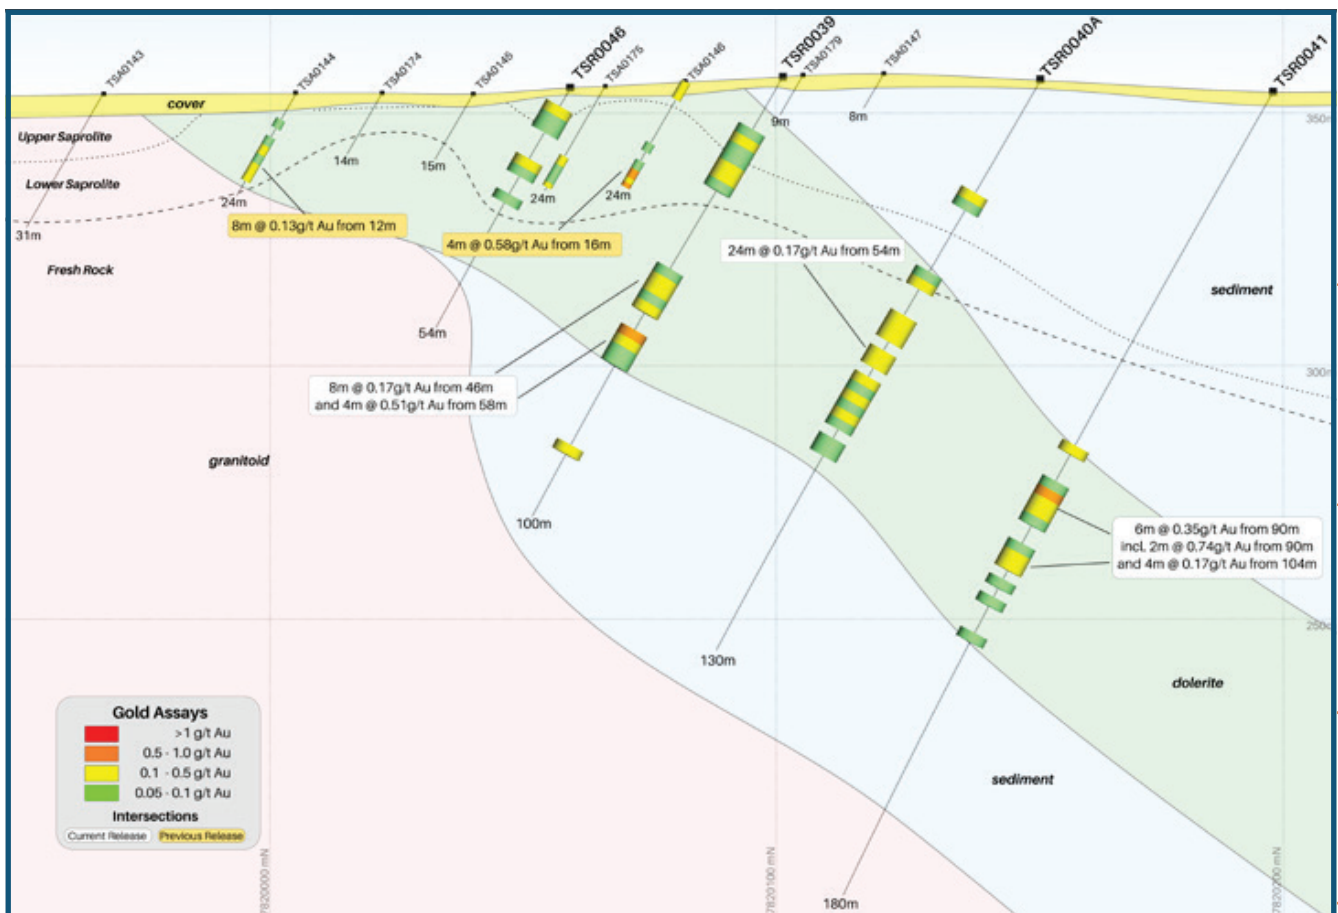 TSA0143
TSA0144
TSA0174
TSA0145
TSR0046
TSA0175
TSA0146
TSR0039
TSA0179
TSA0147
TSR0040A
TSR0041
cover
Upper Saprolite
Lower Saprolite
Fresh Rock
31m
24m
14m
15m
24m
24m
9m
8m
350m
8m @ 0.13g/t Au from 12m
4m @ 0.58g/t Au from 16m
24m @ 0.17g/t Au from 54m
sediment
54m
300m
8m @ 0.17g/t Au from 46m
and 4m @ 0.51g/t Au from 58m
granitoid
100m
6m @ 0.35g/t Au from 90m
incl. 2m @ 0.74g/t Au from 90m
and 4m @ 0.17g/t Au from 104m
130m
dolerite
sediment
180m
Gold Assays
>1 g/t Au
0.5 - 1.0 g/t Au
0.1 - 0.5 g/t Au
0.05 - 0.1 g/t Au
Intersections
Current Release
Previous Release
7820000 mN
7820100 mN
7820200 mN